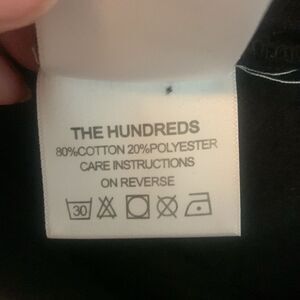 THE HUNDREDS
80%COTTON 20%POLYESTER
CARE INSTRUCTIONS
ON REVERSE
30